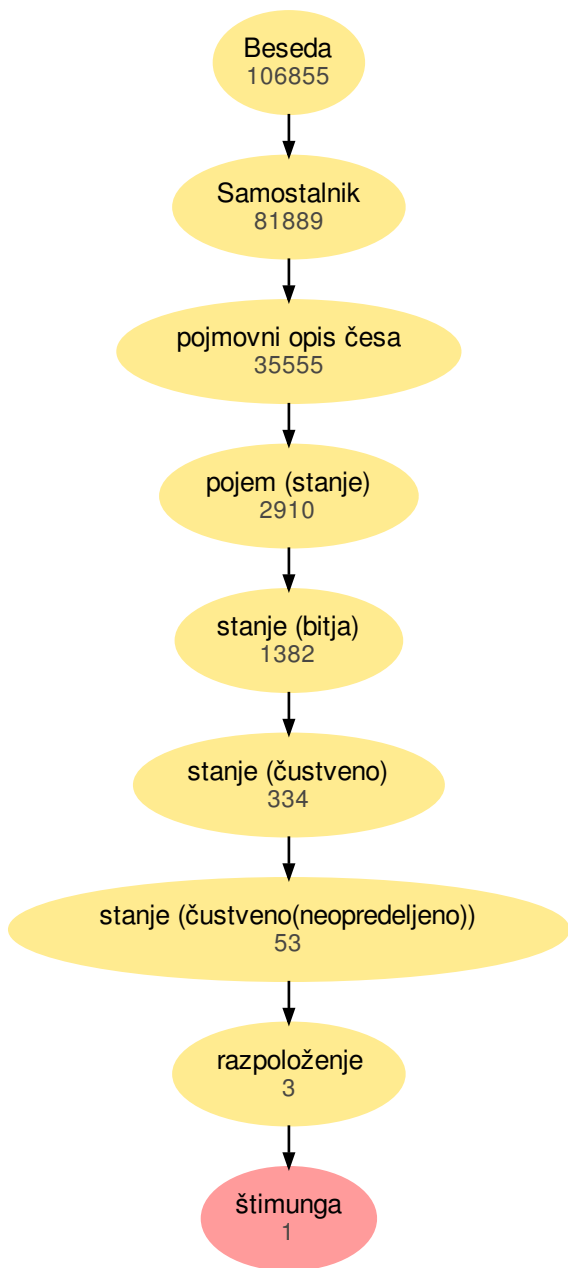 Beseda
106855
Samostalnik
81889
pojmovni opis česa
35555
pojem (stanje)
2910
stanje (bitja)
1382
stanje (čustveno)
334
stanje (čustveno(neopredeljeno))
53
razpoloženje
3
štimunga
1